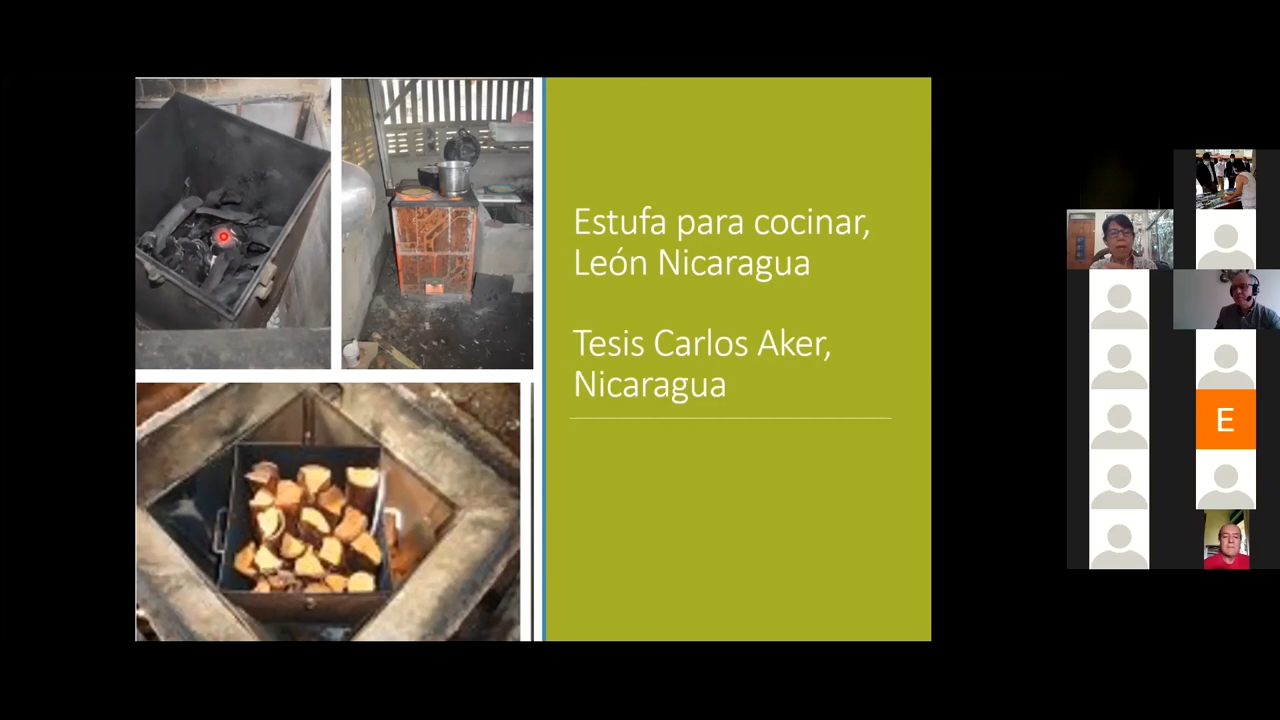 Estufa para cocinar,
León Nicaragua
Tesis Carlos Aker,
Nicaragua
E